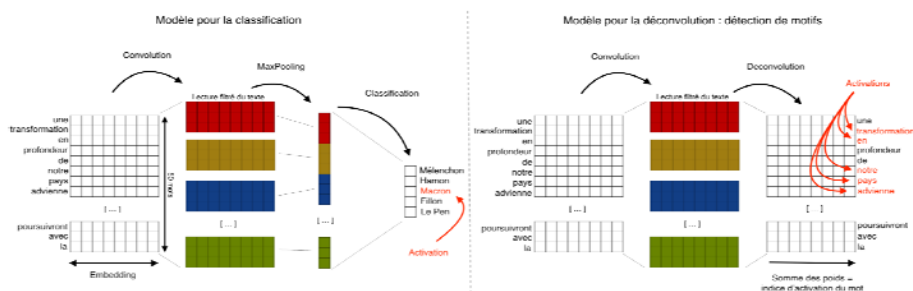 Modèle pour la classification
Convolution
MaxPooling
Lecture filtré du texte
Classification
une
transformation
en
profondeur
de
notre
pays
advienne
[ ... ]
poursuivront
avec
la
50 mots
Embedding
[ ... ]
[ ... ]
Mélenchon
Hamon
Macron
Fillon
Le Pen
Activation
Modèle pour la déconvolution : détection de motifs
Convolution
Deconvolution
Activations
Lecture filtré du texte
une
transformation
en
profondeur
de
notre
pays
advienne
[ ... ]
poursuivront
avec
la
[ ... ]
une
transformation
en
profondeur
de
notre
pays
advienne
[ ... ]
poursuivront
avec
la
Somme des poids =
indice d'activation du mot